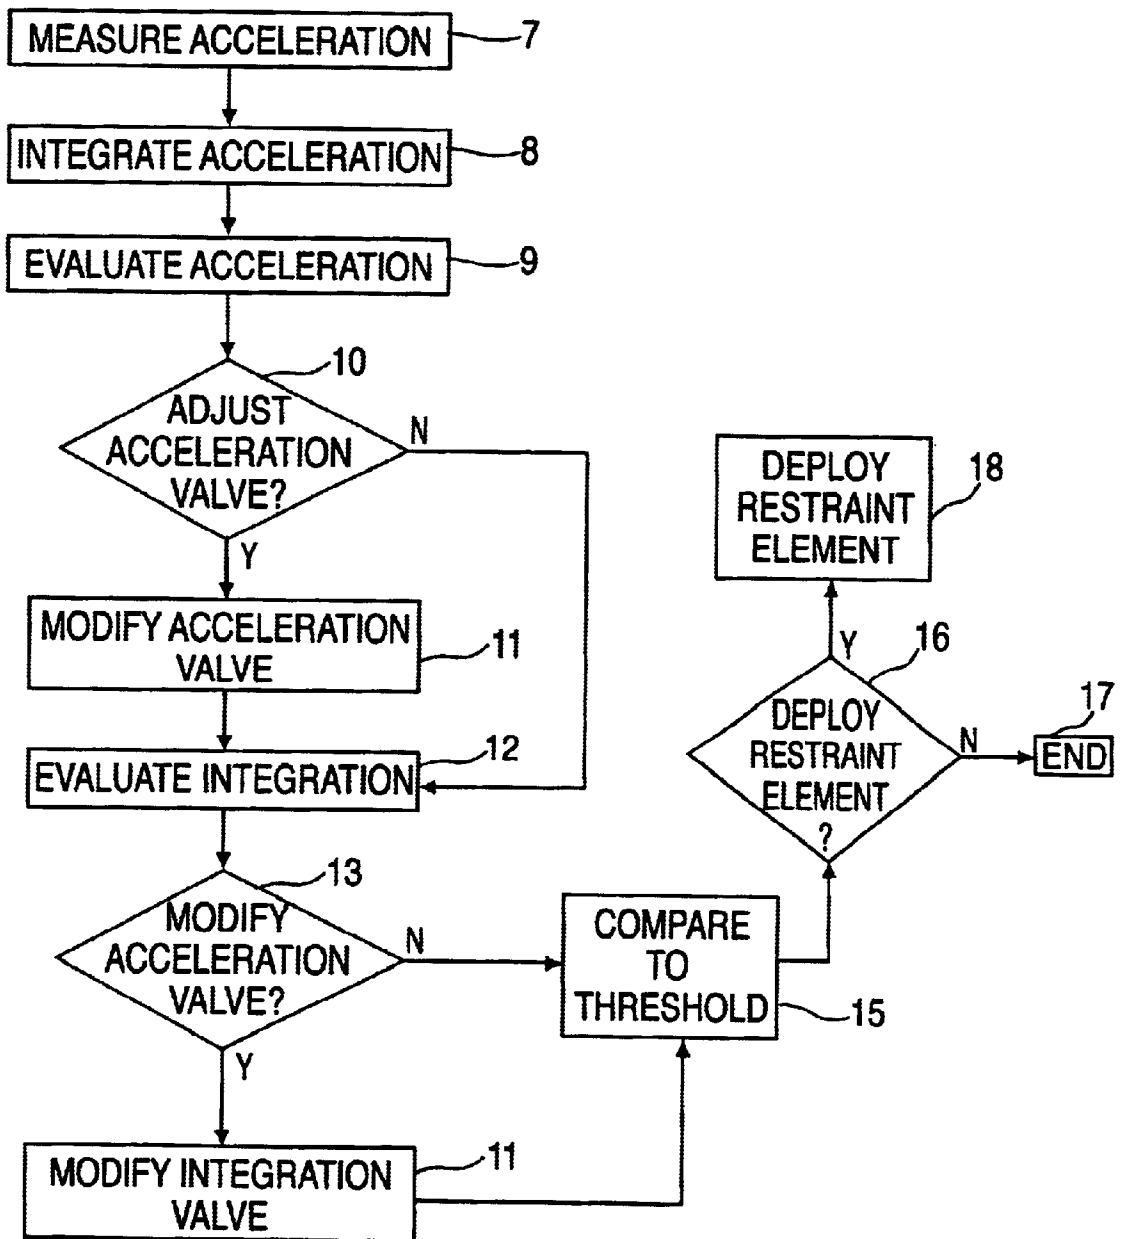 MEASURE ACCELERATION
7
INTEGRATE ACCELERATION
8
EVALUATE ACCELERATION
9
10
ADJUST
ACCELERATION
VALVE?
N
Y
MODIFY ACCELERATION
VALVE
11
EVALUATE INTEGRATION
12
13
MODIFY
ACCELERATION
VALVE?
N
Y
MODIFY INTEGRATION
VALVE
11
COMPARE
TO
THRESHOLD
15
16
DEPLOY
RESTRAINT
ELEMENT
?
Y
N
17
END
DEPLOY
RESTRAINT
ELEMENT
18